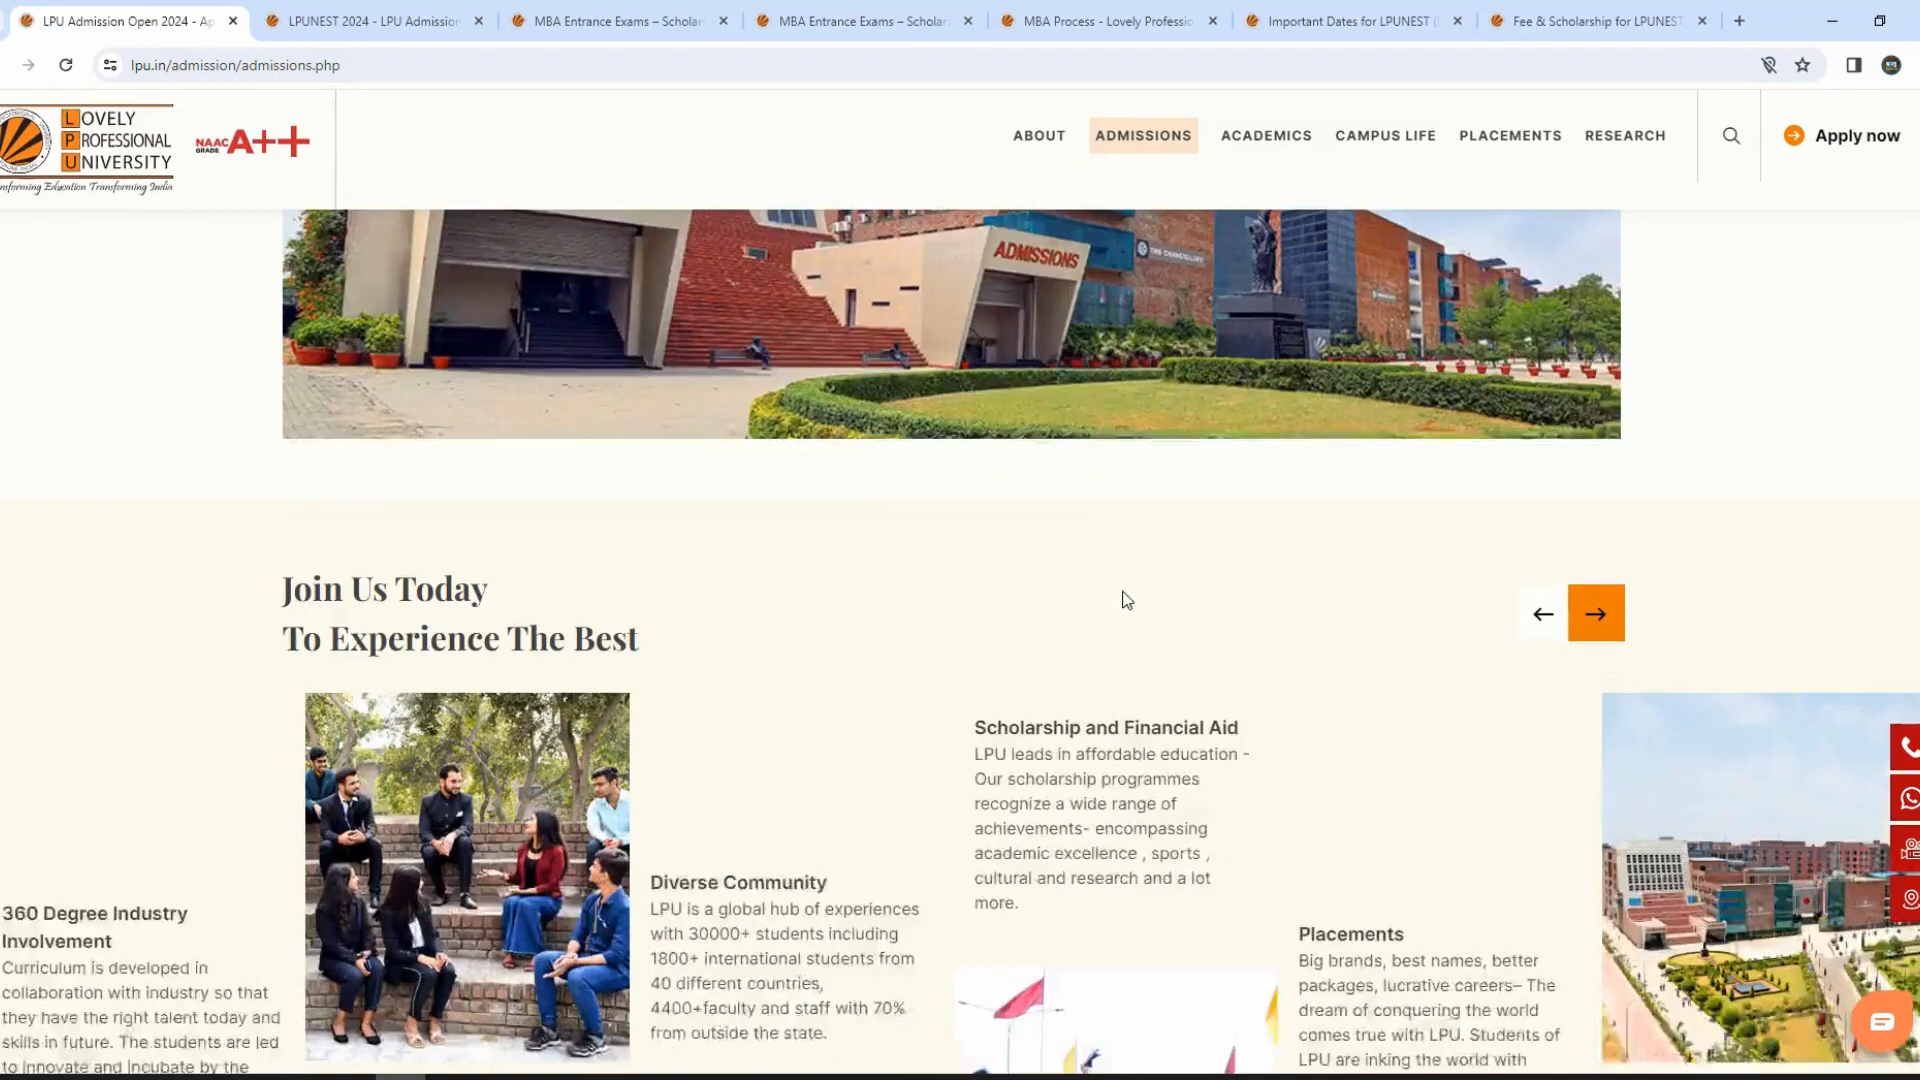 LPU Admission Open 2024 - Ap
LPUNEST 2024 - LPU Admission
MBA Entrance Exams – Scholar
MBA Entrance Exams – Scholar
MBA Process - Lovely Professio
Important Dates for LPUNEST (
Fee & Scholarship for LPUNEST
lpu.in/admission/admissions.php
LOVELY
PROFESSIONAL
UNIVERSITY
nsforming Education Transforming India
NAAC
GRADE
A++
ABOUT
ADMISSIONS
ACADEMICS
CAMPUS LIFE
PLACEMENTS
RESEARCH
Apply now
ADMISSIONS
Join Us Today
To Experience The Best
360 Degree Industry
Involvement
Curriculum is developed in
collaboration with industry so that
they have the right talent today and
skills in future. The students are led
to innovate and incubate by the
Diverse Community
LPU is a global hub of experiences
with 30000+ students including
1800+ international students from
40 different countries,
4400+faculty and staff with 70%
from outside the state.
Scholarship and Financial Aid
LPU leads in affordable education -
Our scholarship programmes
recognize a wide range of
achievements- encompassing
academic excellence , sports ,
cultural and research and a lot
more.
Placements
Big brands, best names, better
packages, lucrative careers– The
dream of conquering the world
comes true with LPU. Students of
LPU are inking the world with